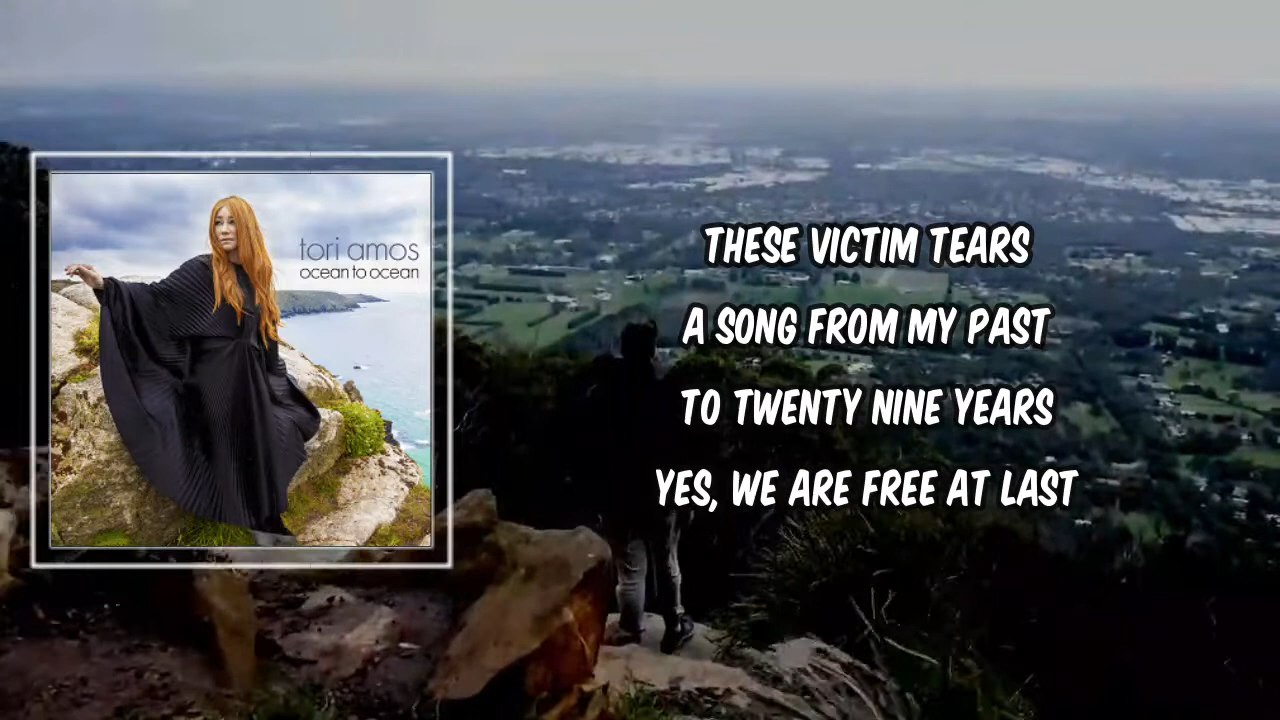 tori amos
ocean to ocean
THESE VICTIM TEARS
A SONG FROM MY PAST
TO TWENTY NINE YEARS
YES, WE ARE FREE AT LAST